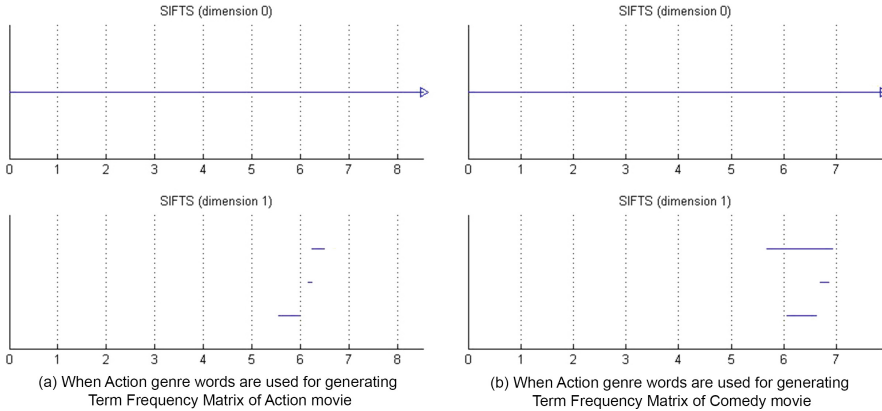 SIFTS (dimension 0)
0 1 2 3 4 5 6 7 8
SIFTS (dimension 1)
0 1 2 3 4 5 6 7 8
(a) When Action genre words are used for generating
Term Frequency Matrix of Action movie
SIFTS (dimension 0)
0 1 2 3 4 5 6 7
SIFTS (dimension 1)
0 1 2 3 4 5 6 7
(b) When Action genre words are used for generating
Term Frequency Matrix of Comedy movie